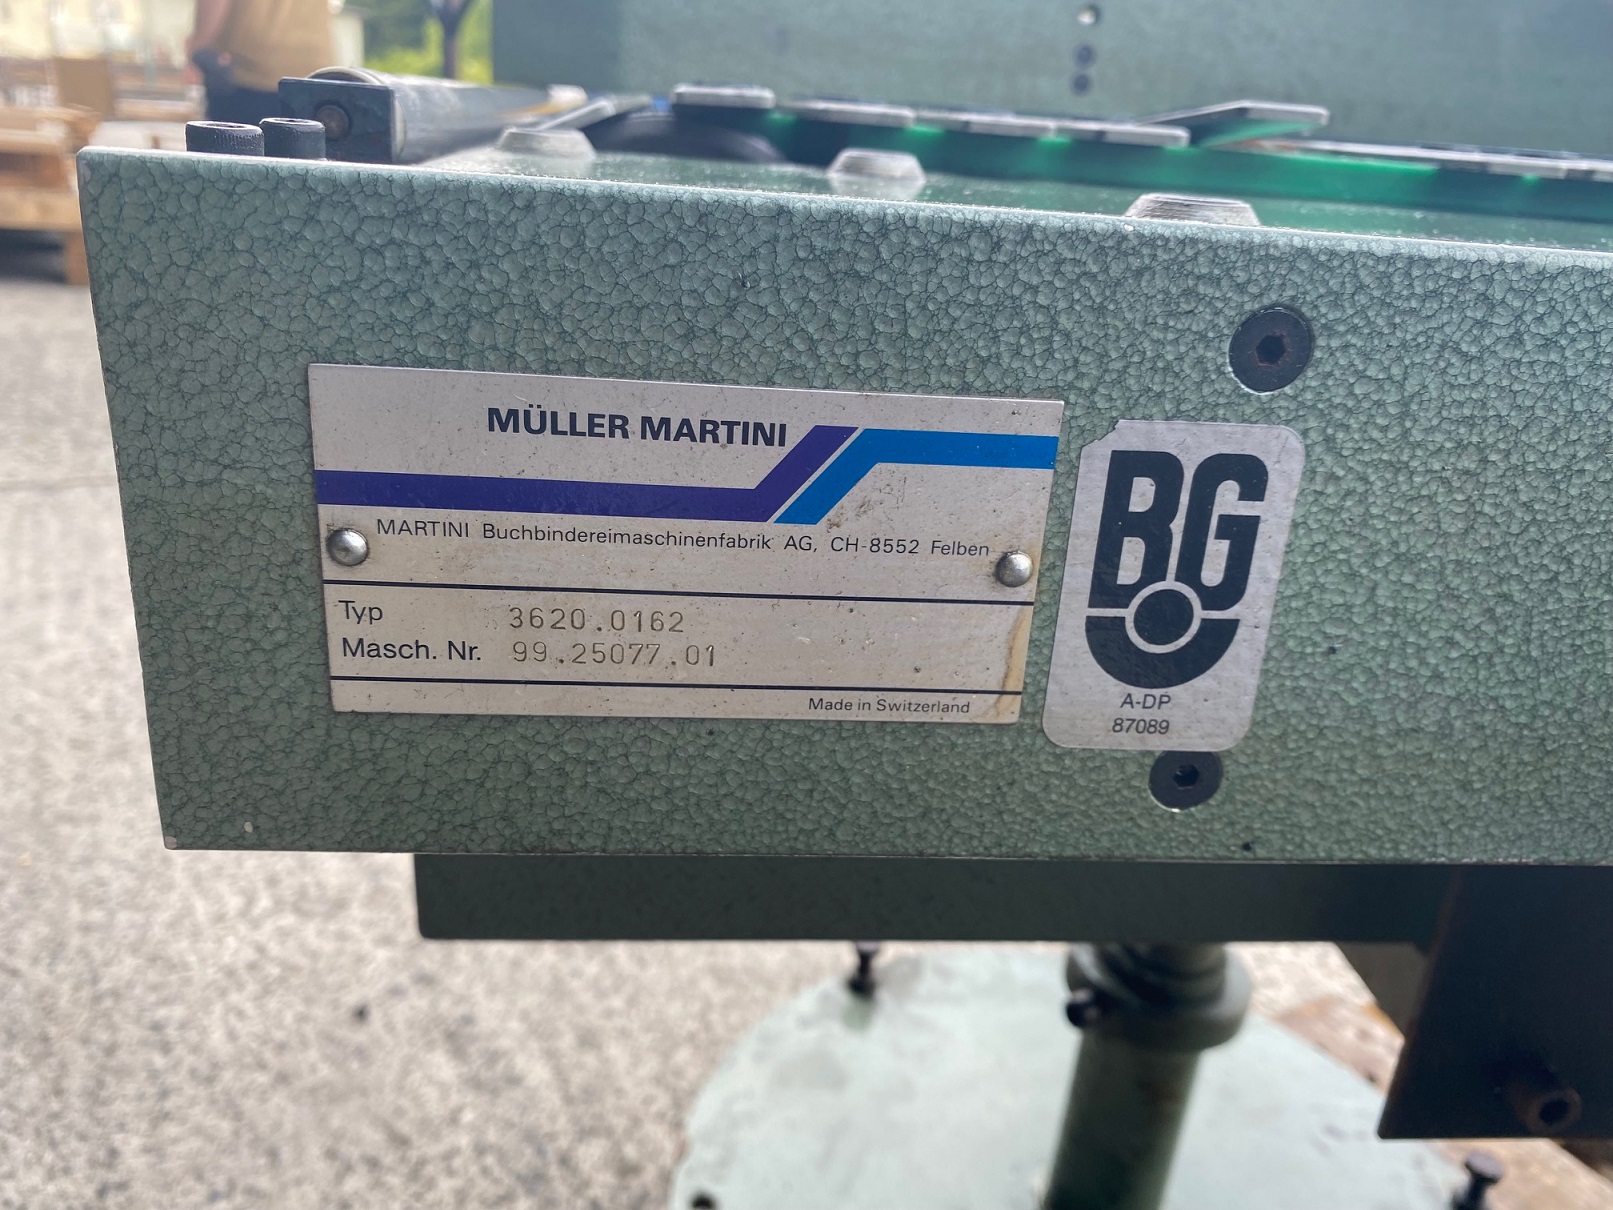 MÜLLER MARTINI
MARTINI Buchbindereimaschinenfabrik AG, CH-8552 Felben
Typ 3620.0162
Masch. Nr. 99.25077.01
Made in Switzerland
BG
A-DP
87089